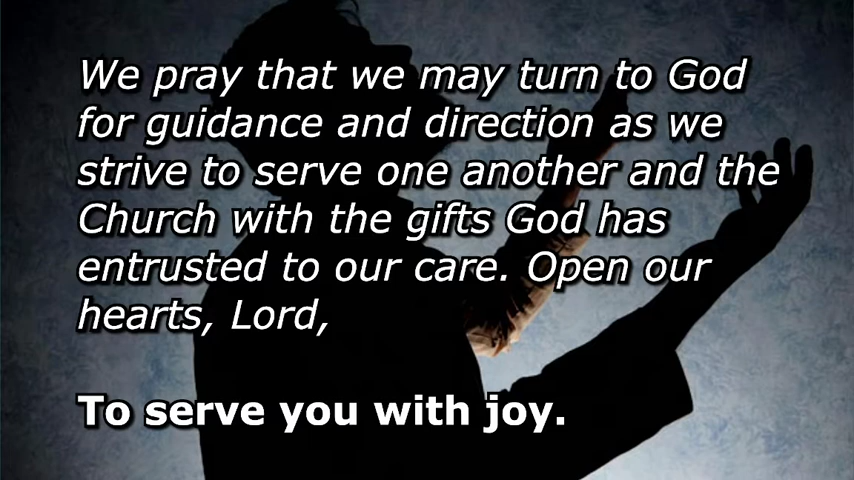 We pray that we may turn to God
for guidance and direction as we
strive to serve one another and the
Church with the gifts God has
entrusted to our care. Open our
hearts, Lord,
To serve you with joy.